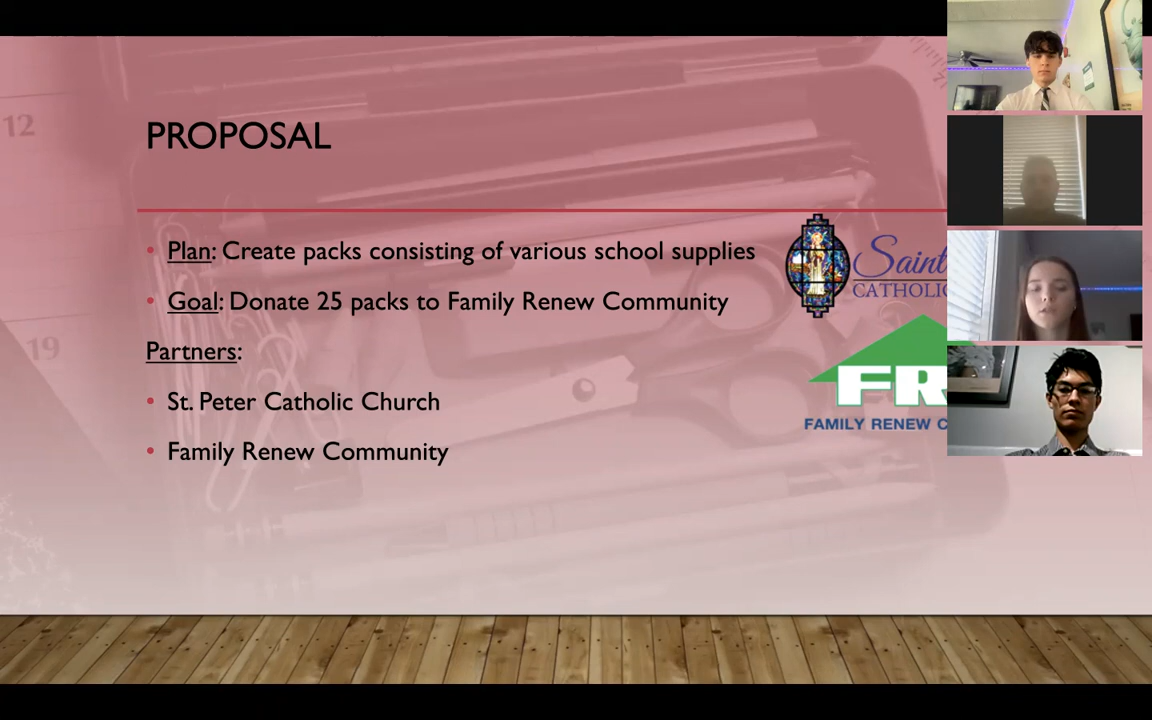 12
PROPOSAL
Plan: Create packs consisting of various school supplies
Saint
CATHOLIC
Goal: Donate 25 packs to Family Renew Community
19
Partners:
FR
St. Peter Catholic Church
FAMILY RENEW C
Family Renew Community